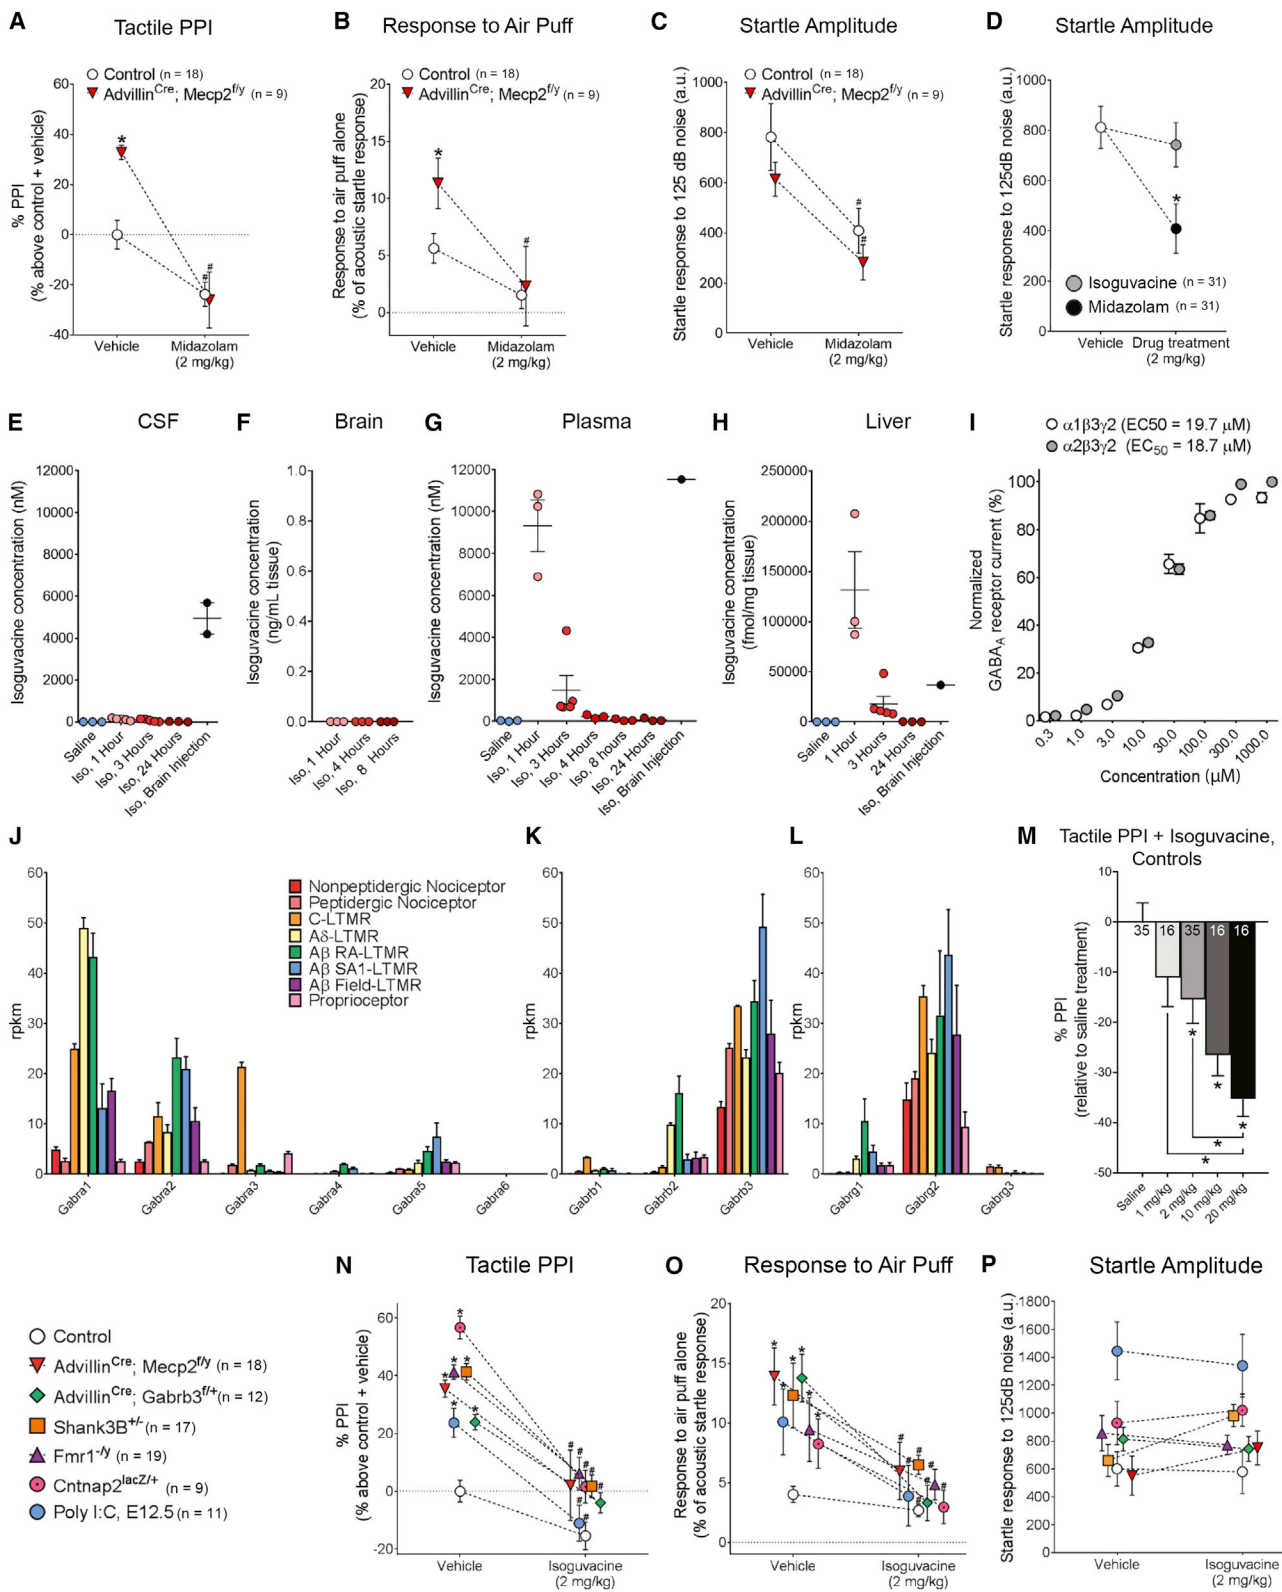 A Tactile PPI
Control (n = 18)
Advillin^Cre; Mecp2^f/y (n = 9)
% PPI
(% above control + vehicle)
60
40
20
0
-20
-40
*
#
#
Vehicle
Midazolam
(2 mg/kg)
B Response to Air Puff
Control (n = 18)
Advillin^Cre; Mecp2^f/y (n = 9)
Response to air puff alone
(% of acoustic startle response)
20
15
10
5
0
*
#
Vehicle
Midazolam
(2 mg/kg)
C Startle Amplitude
Control (n = 18)
Advillin^Cre; Mecp2^f/y (n = 9)
Startle response to 125 dB noise (a.u.)
1000
800
600
400
200
0
#
#
Vehicle
Midazolam
(2 mg/kg)
D Startle Amplitude
Startle response to 125dB noise (a.u.)
1000
800
600
400
200
0
*
Isoguvacine (n = 31)
Midazolam (n = 31)
Vehicle
Drug treatment
(2 mg/kg)
E CSF
Isoguvacine concentration (nM)
12000
10000
8000
6000
4000
2000
0
Saline
Iso, 1 Hour
Iso, 3 Hours
Iso, 24 Hours
Iso, Brain Injection
F Brain
Isoguvacine concentration
(ng/mL tissue)
1.0
0.8
0.6
0.4
0.2
0.0
Iso, 1 Hour
Iso, 4 Hours
Iso, 8 Hours
G Plasma
Isoguvacine concentration (nM)
12000
10000
8000
6000
4000
2000
0
Saline
Iso, 1 Hour
Iso, 3 Hours
Iso, 4 Hours
Iso, 8 hours
Iso, 24 Hours
Iso, Brain Injection
H Liver
Isoguvacine concentration
(fmol/mg tissue)
250000
200000
150000
100000
50000
0
Saline
1 Hour
3 Hours
24 Hours
Iso, Brain Injection
I
α1β3γ2 (EC50 = 19.7 µM)
α2β3γ2 (EC₅₀ = 18.7 µM)
Normalized
GABA_A receptor current (%)
100
80
60
40
20
0
0.3
1.0
3.0
10.0
30.0
100.0
300.0
1000.0
Concentration (µM)
J
rpkm
60
50
40
30
20
10
0
Nonpeptidergic Nociceptor
Peptidergic Nociceptor
C-LTMR
Aδ-LTMR
Aβ RA-LTMR
Aβ SA1-LTMR
Aβ Field-LTMR
Proprioceptor
Gabra1
Gabra2
Gabra3
Gabra4
Gabra5
Gabra6
K
rpkm
60
50
40
30
20
10
0
Gabrb1
Gabrb2
Gabrb3
L
rpkm
60
50
40
30
20
10
0
Gabrg1
Gabrg2
Gabrg3
M Tactile PPI + Isoguvacine,
Controls
% PPI
(relative to saline treatment)
10
0
-10
-20
-30
-40
-50
35 16 35 16 16
*
*
*
*
*
Saline
1 mg/kg
2 mg/kg
10 mg/kg
20 mg/kg
Control
Advillin^Cre; Mecp2^f/y (n = 18)
Advillin^Cre; Gabrb3^f/+ (n = 12)
Shank3B^+/- (n = 17)
Fmr1^-/y (n = 19)
Cntnap2^lacZ/+
(n = 9)
Poly I:C, E12.5 (n = 11)
N Tactile PPI
% PPI
(% above control + vehicle)
60
40
20
0
-20
* * * * * *
# # # # # # #
Vehicle
Isoguvacine
(2 mg/kg)
O Response to Air Puff
Response to air puff alone
(% of acoustic startle response)
20
15
10
5
0
* * * * * *
# # # # # #
Vehicle
Isoguvacine
(2 mg/kg)
P Startle Amplitude
Startle response to 125dB noise (a.u.)
1800
1600
1400
1200
1000
800
600
400
200
0
Vehicle
Isoguvacine
(2 mg/kg)